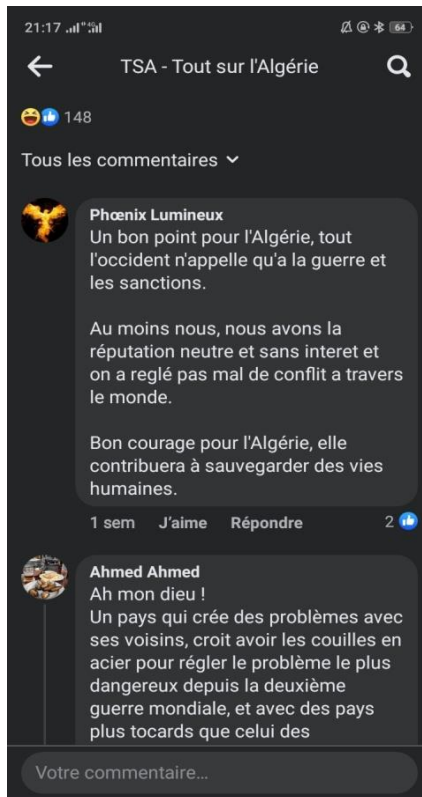 21:17
64
TSA - Tout sur l'Algérie
148
Tous les commentaires
Phœnix Lumineux
Un bon point pour l'Algérie, tout
l'occident n'appelle qu'a la guerre et
les sanctions.
Au moins nous, nous avons la
réputation neutre et sans interet et
on a reglé pas mal de conflit a travers
le monde.
Bon courage pour l'Algérie, elle
contribuera à sauvegarder des vies
humaines.
1 sem J'aime Répondre 2
Ahmed Ahmed
Ah mon dieu !
Un pays qui crée des problèmes avec
ses voisins, croit avoir les couilles en
acier pour régler le problème le plus
dangereux depuis la deuxième
guerre mondiale, et avec des pays
plus tocards que celui des
Votre commentaire...